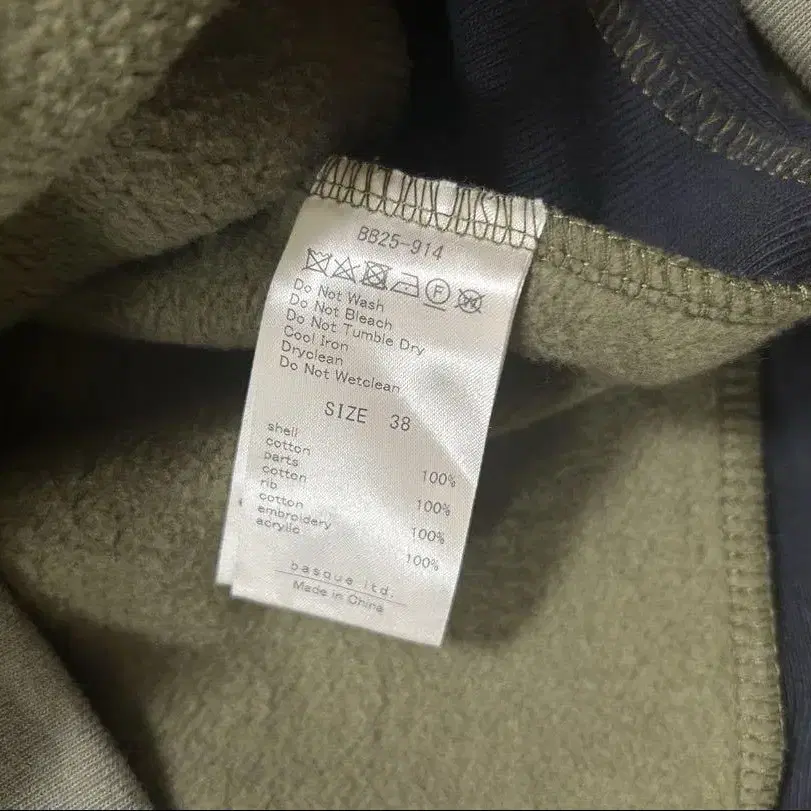 BB25-914
F W
Do Not Wash
Do Not Bleach
Do Not Tumble Dry
Cool Iron
Dryclean
Do Not Wetclean
SIZE 38
shell
cotton 100%
parts
cotton 100%
rib
cotton 100%
embroidery
acrylic 100%
basque ltd.
Made in China